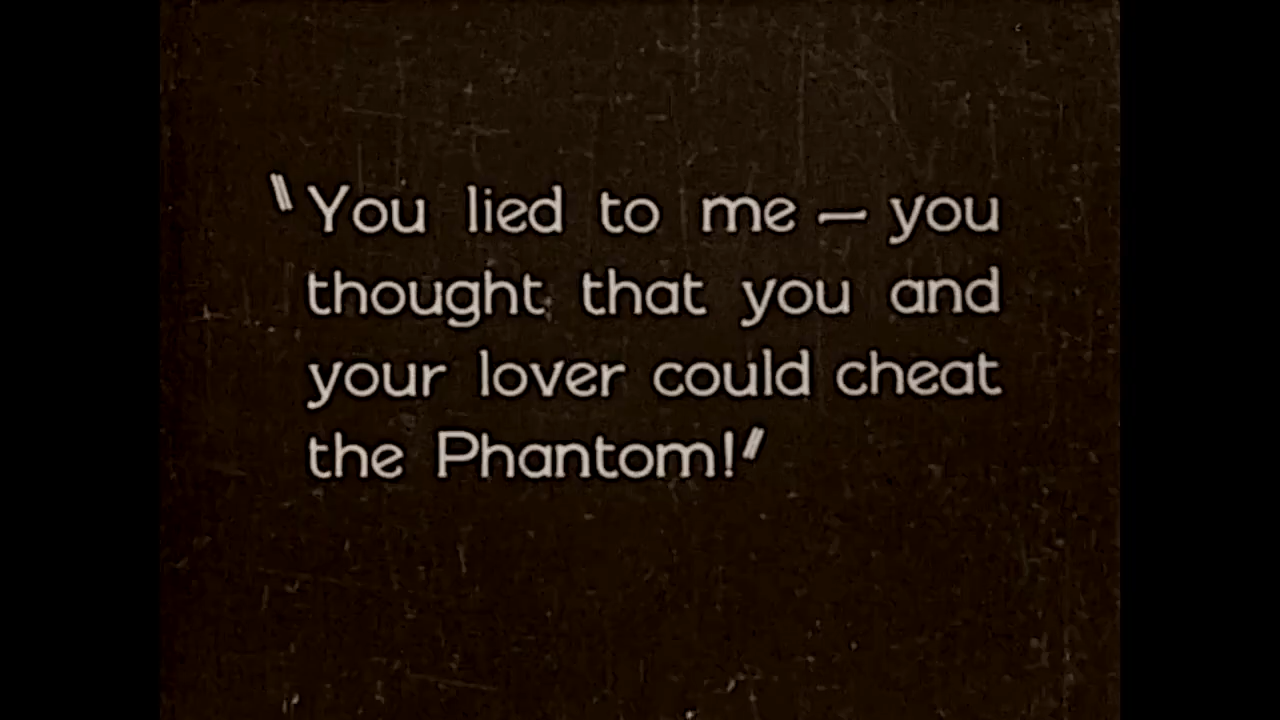 "You lied to me — you
thought that you and
your lover could cheat
the Phantom!"